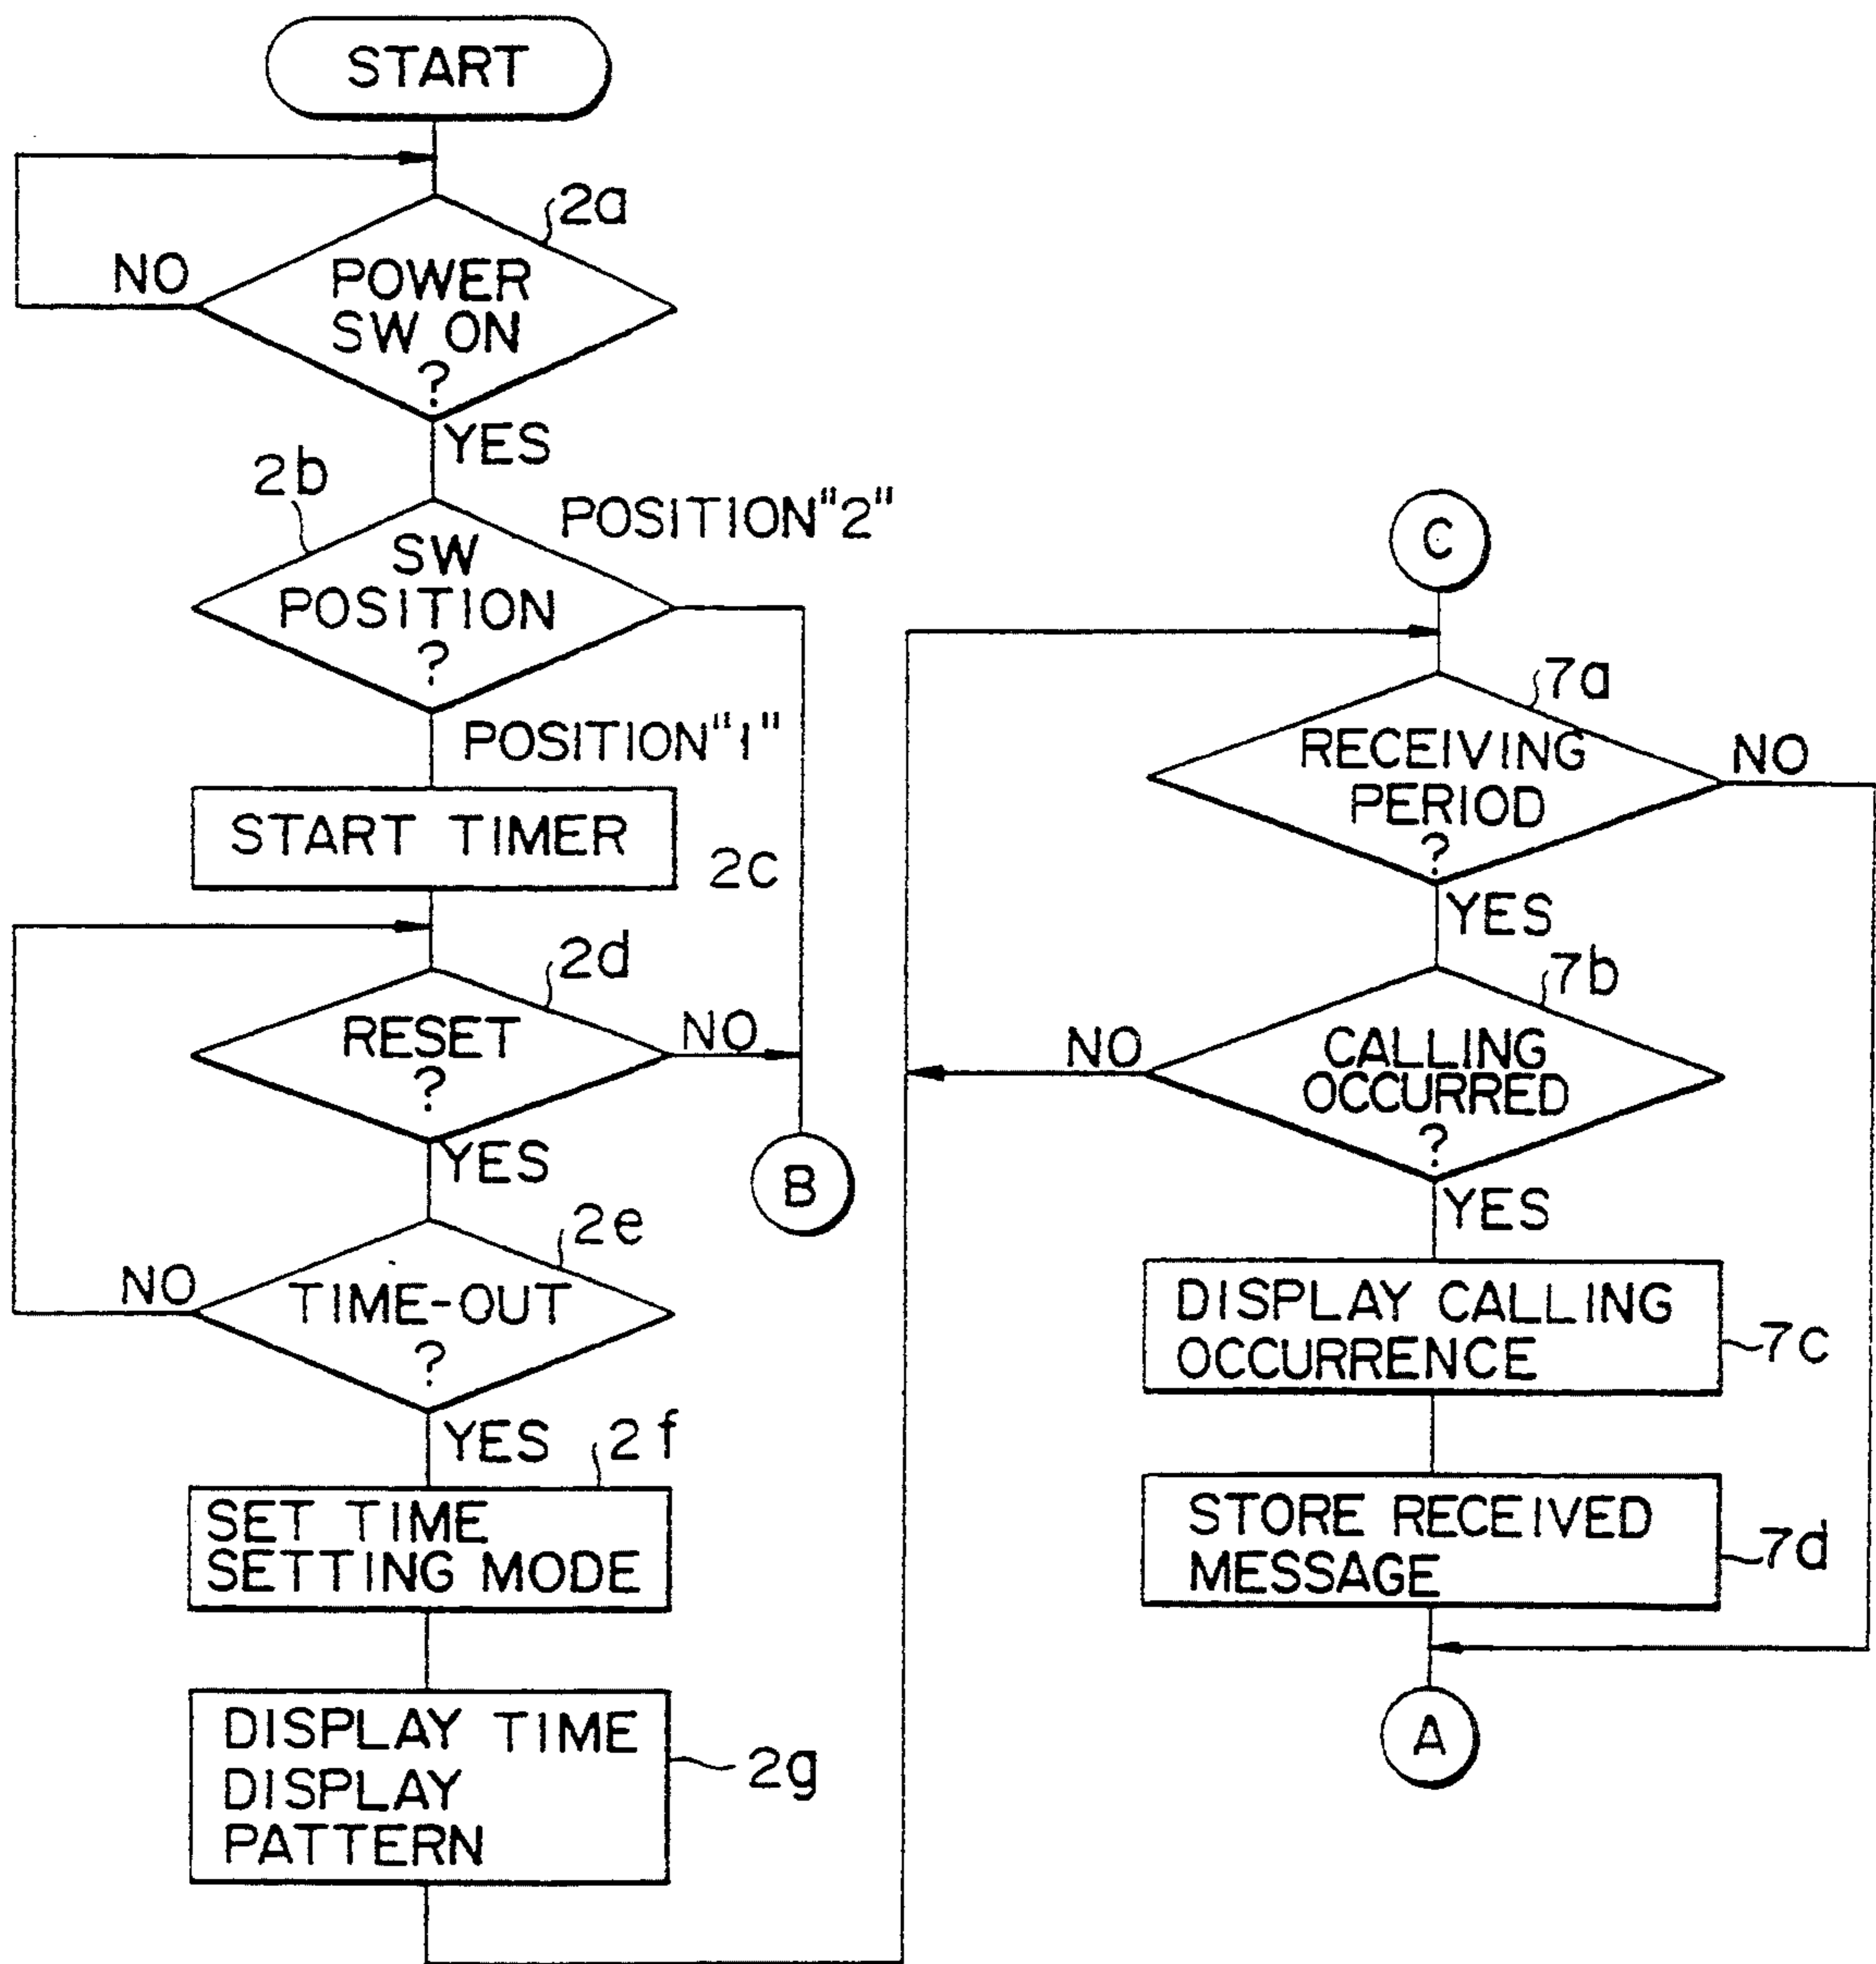 START
2a
NO
POWER
SW ON
?
YES
2b
POSITION"2"
SW
POSITION
?
POSITION"1"
START TIMER
2c
2d
RESET
?
NO
YES
B
2e
NO
TIME-OUT
?
YES
2f
SET TIME
SETTING MODE
DISPLAY TIME
DISPLAY
PATTERN
2g
C
7a
RECEIVING
PERIOD
?
NO
YES
7b
NO
CALLING
OCCURRED
?
YES
DISPLAY CALLING
OCCURRENCE
7c
STORE RECEIVED
MESSAGE
7d
A